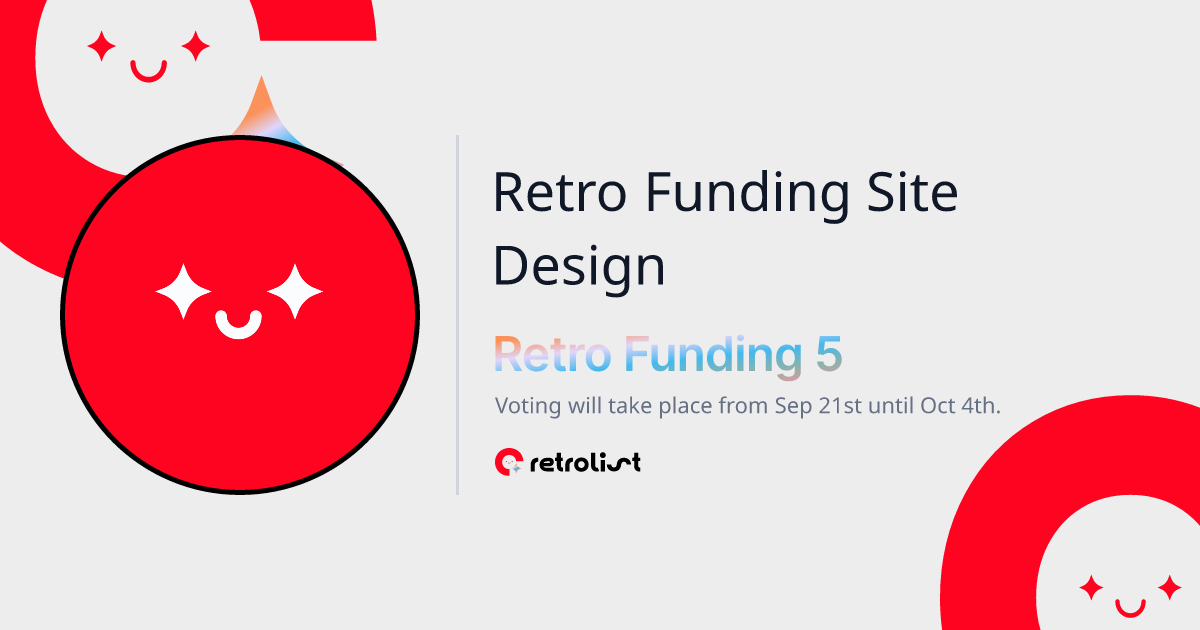 Retro Funding Site
Design
Retro Funding 5
Voting will take place from Sep 21st until Oct 4th.
retrolist